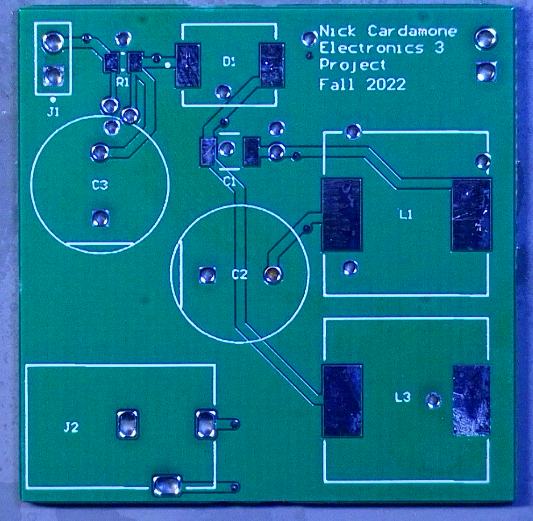 Nick Cardamone
Electronics 3
Project
Fall 2022
D1
R1
J1
C3
C1
L1
C2
L3
J2